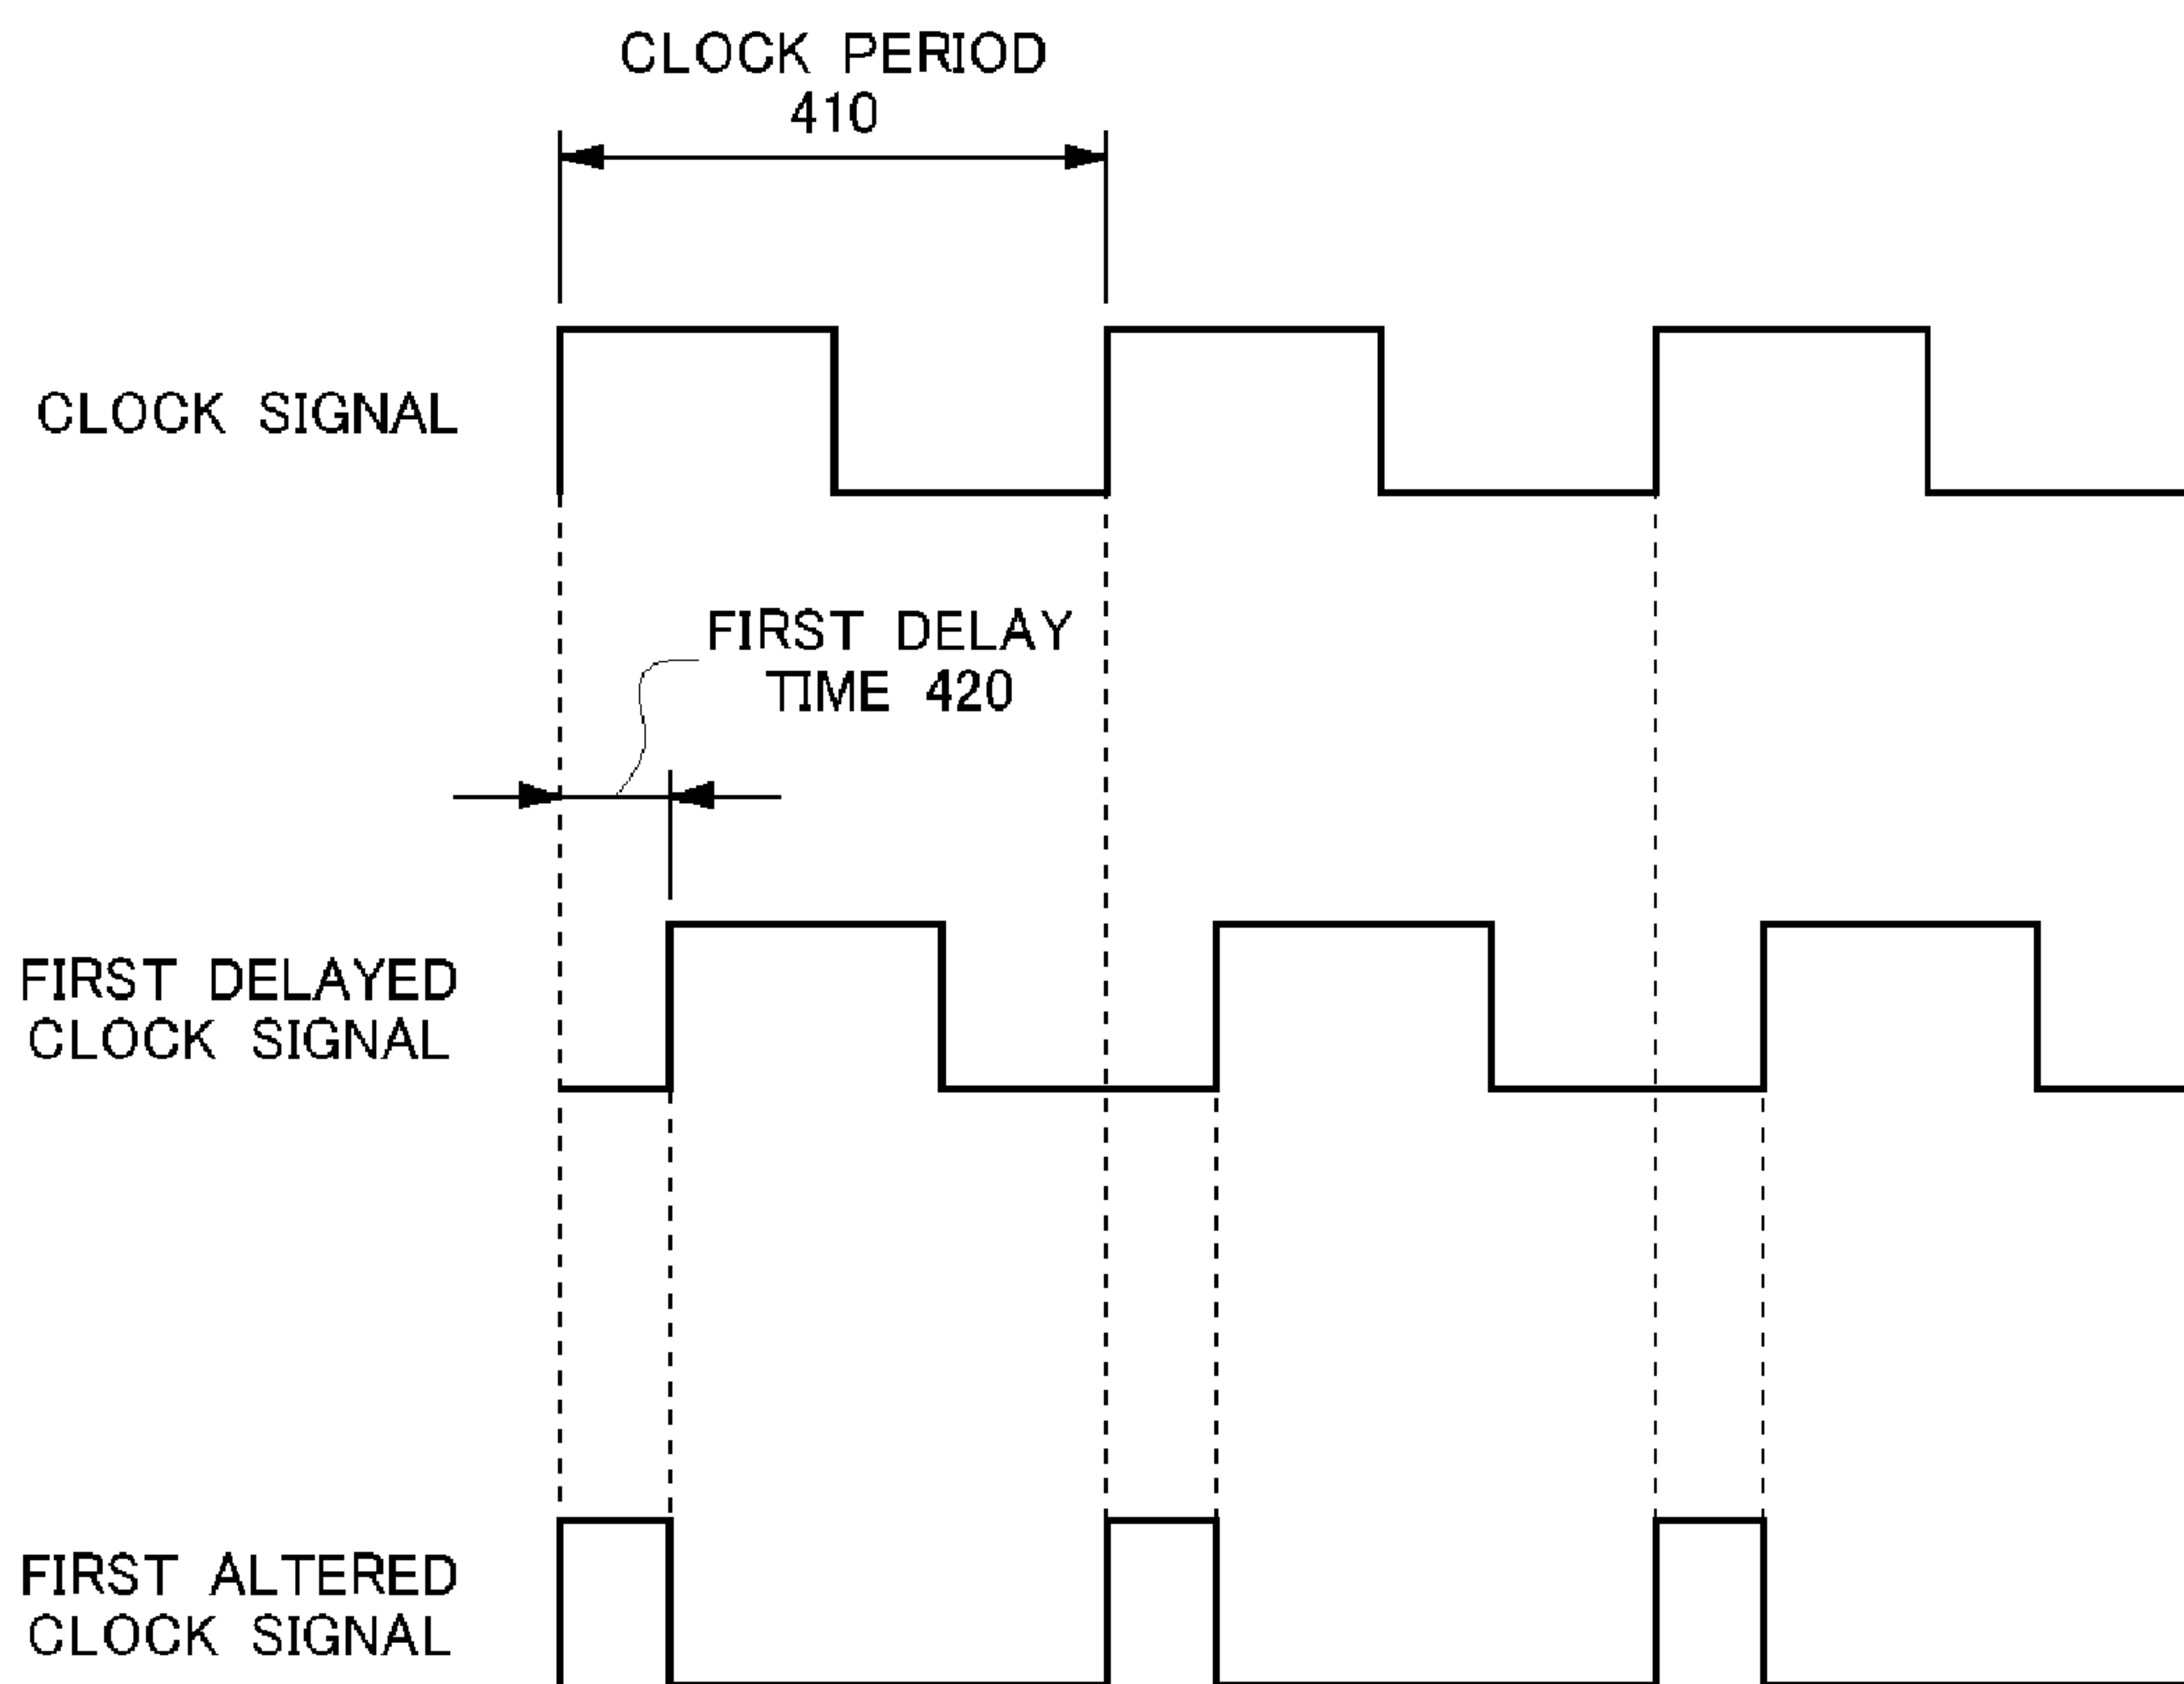 CLOCK PERIOD
410
CLOCK SIGNAL
FIRST DELAY
TIME 420
FIRST DELAYED
CLOCK SIGNAL
FIRST ALTERED
CLOCK SIGNAL